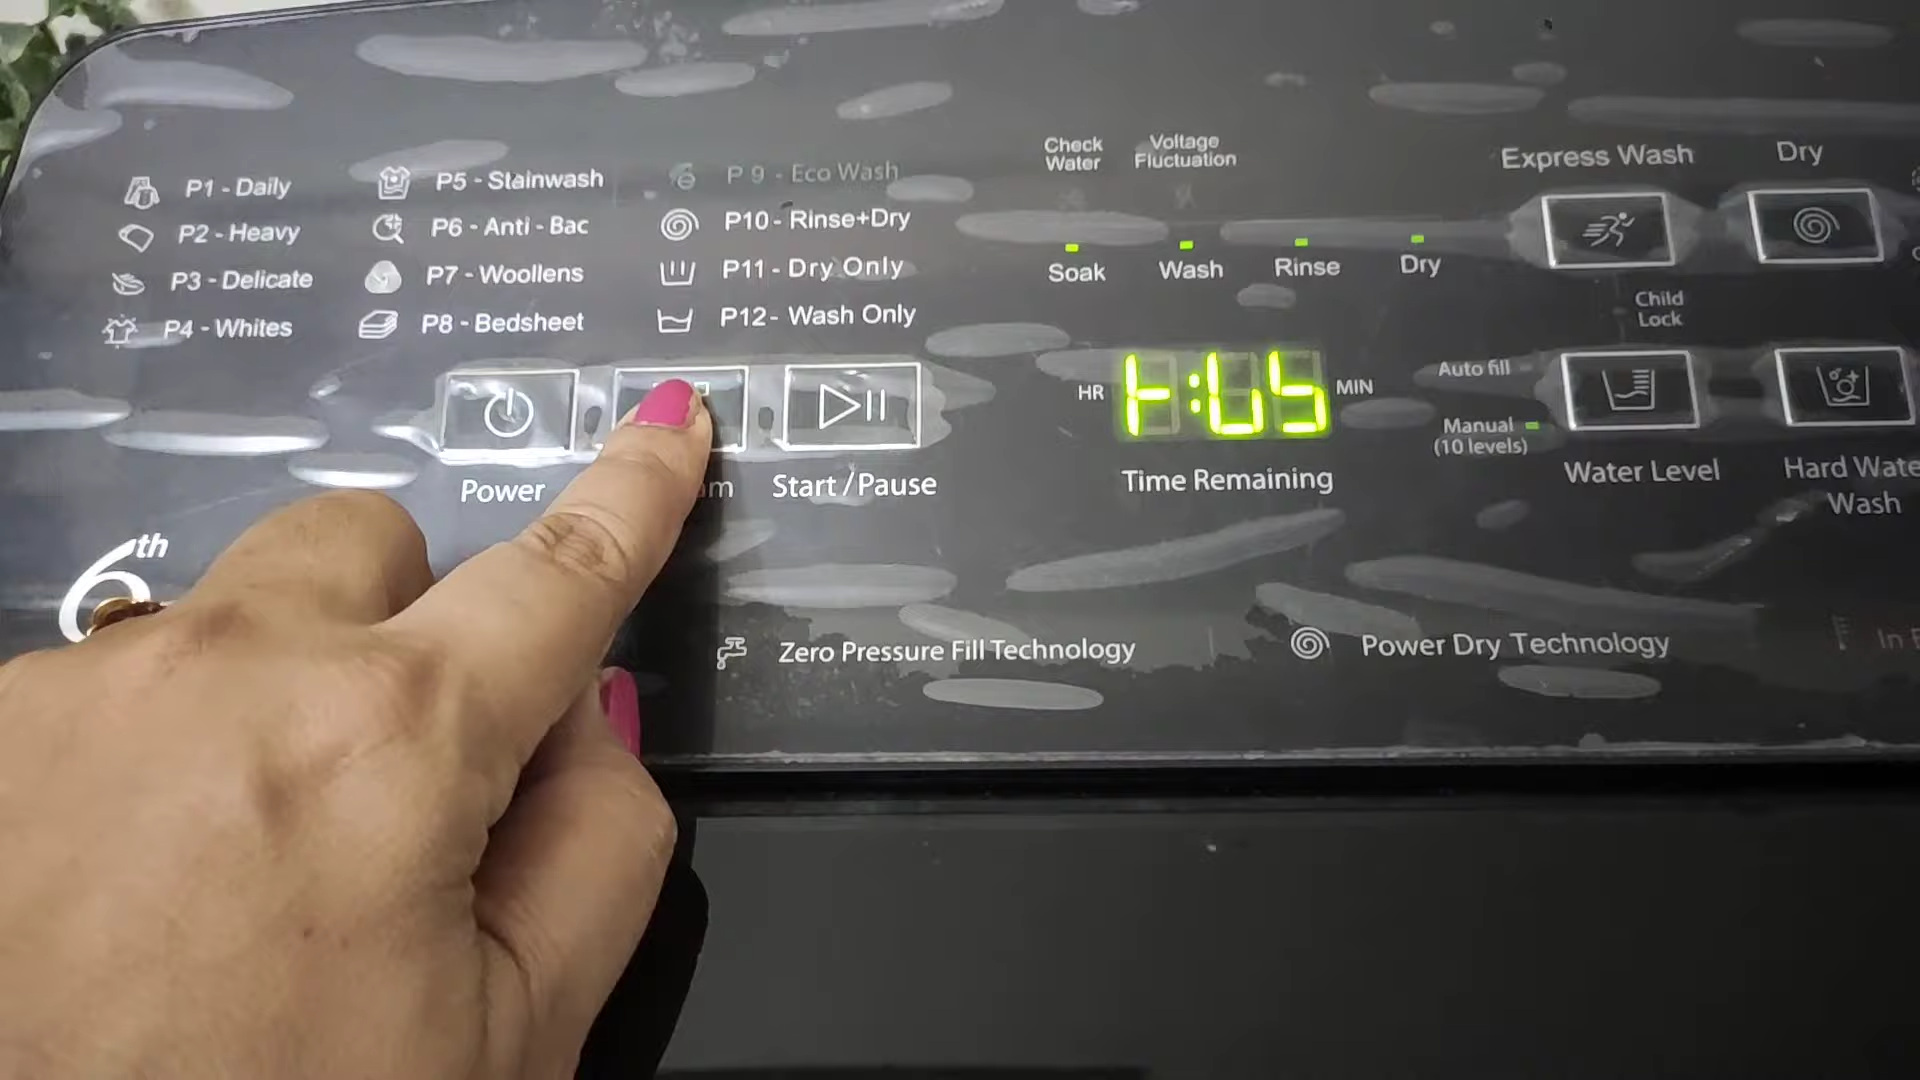 P1 - Daily
P2 - Heavy
P3 - Delicate
P4 - Whites
P5 - Stainwash
P6 - Anti - Bac
P7 - Woollens
P8 - Bedsheet
P 9 - Eco Wash
P10 - Rinse+Dry
P11 - Dry Only
P12 - Wash Only
Check
Water
Voltage
Fluctuation
Soak
Wash
Rinse
Dry
Express Wash
Dry
Child
Lock
HR
MIN
Time Remaining
Auto fill
Manual
(10 levels)
Water Level
Hard Wate
Wash
Power
Start /Pause
6th
Zero Pressure Fill Technology
Power Dry Technology
In